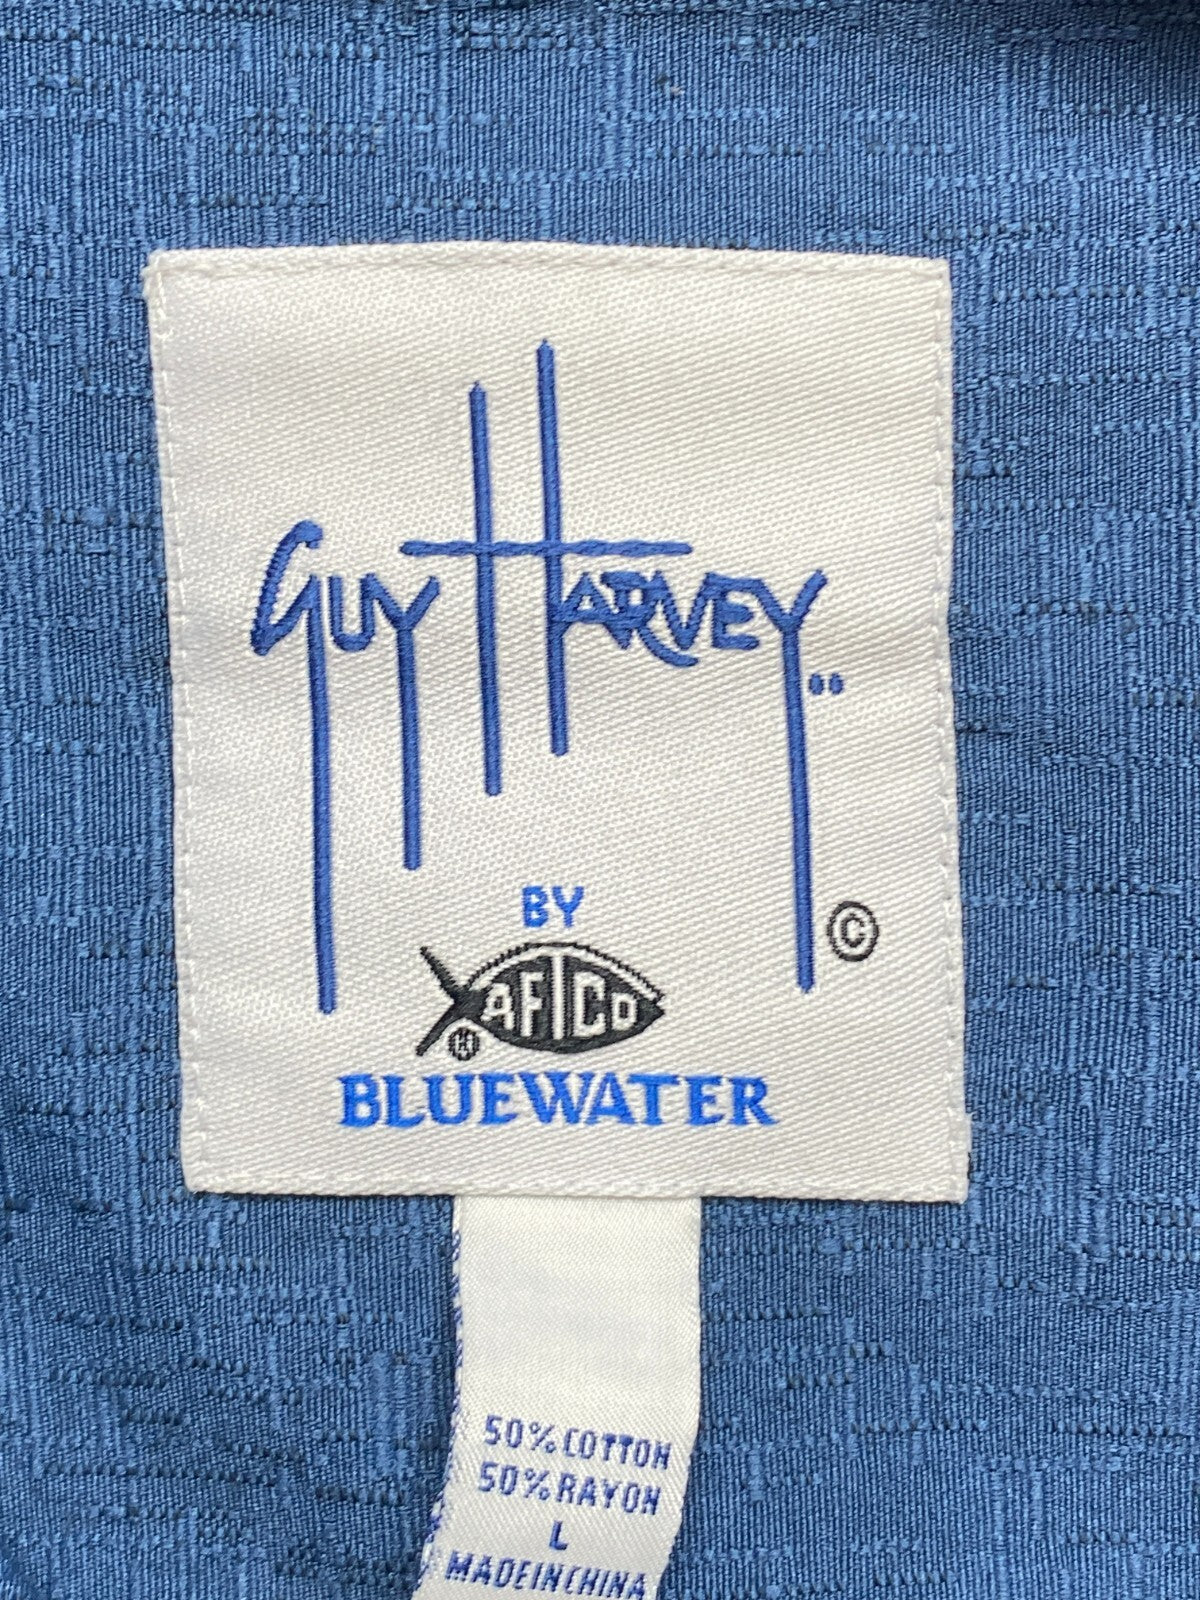 GUY HARVEY..
BY ©
AFTCO
®
BLUEWATER
50% COTTON
50% RAYON
L
MADE IN CHINA